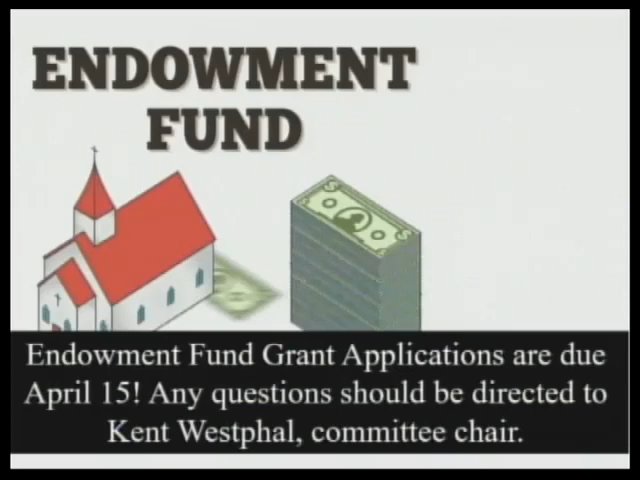 ENDOWMENT
FUND
Endowment Fund Grant Applications are due
April 15! Any questions should be directed to
Kent Westphal, committee chair.